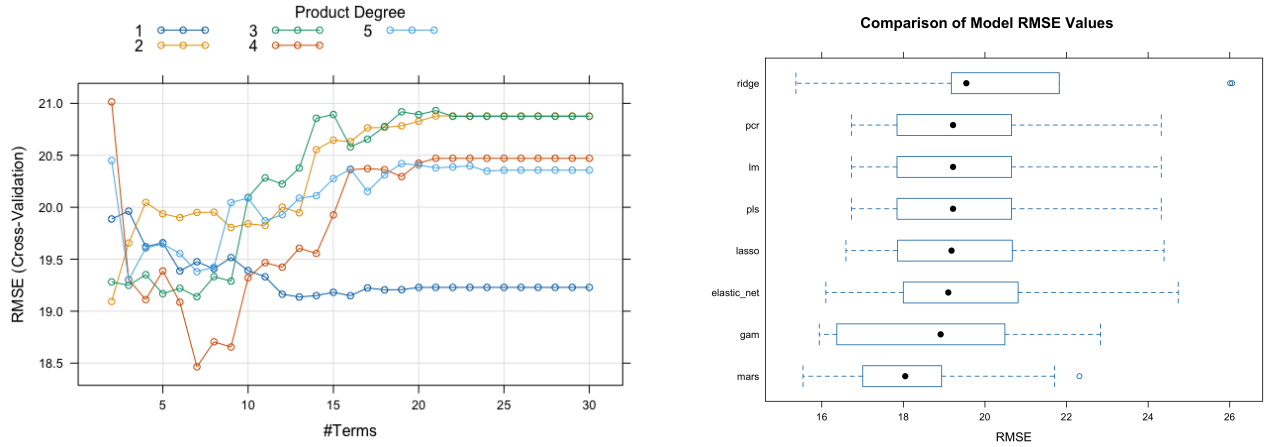 Product Degree
1 3 5
2 4
RMSE (Cross-Validation)
21.0
20.5
20.0
19.5
19.0
18.5
5 10 15 20 25 30
#Terms
Comparison of Model RMSE Values
ridge
pcr
lm
pls
lasso
elastic_net
gam
mars
16 18 20 22 24 26
RMSE